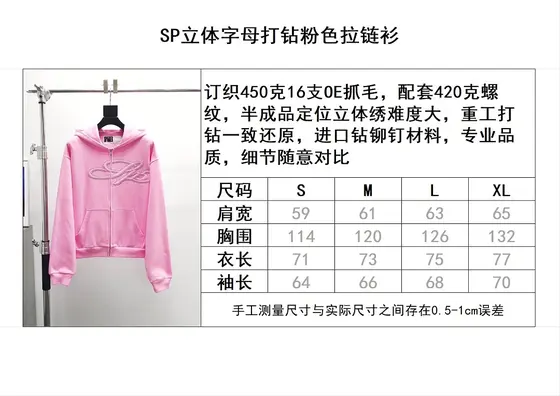 SP立体字母打钻粉色拉链衫
订织450克16支OE抓毛，配套420克螺
纹，半成品定位立体绣难度大，重工打
钻一致还原，进口钻铆钉材料，专业品
质，细节随意对比
尺码 S M L XL
肩宽 59 61 63 65
胸围 114 120 126 132
衣长 71 73 75 77
袖长 64 66 68 70
手工测量尺寸与实际尺寸之间存在0.5-1cm误差